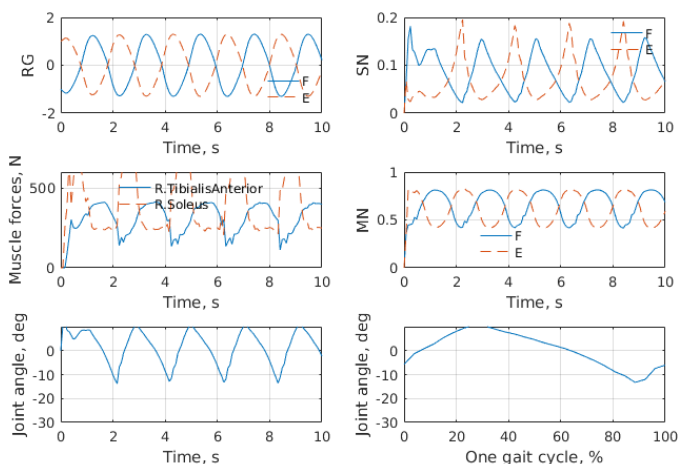 2
0
-2
RG
F
E
0 2 4 6 8 10
Time, s
0.2
0.1
0
SN
F
E
0 2 4 6 8 10
Time, s
500
0
Muscle forces, N
R.TibialisAnterior
R.Soleus
0 2 4 6 8 10
Time, s
1
0.5
0
MN
F
E
0 2 4 6 8 10
Time, s
0
-10
-20
-30
Joint angle, deg
0 2 4 6 8 10
Time, s
0
-10
-20
-30
Joint angle, deg
0 20 40 60 80 100
One gait cycle, %